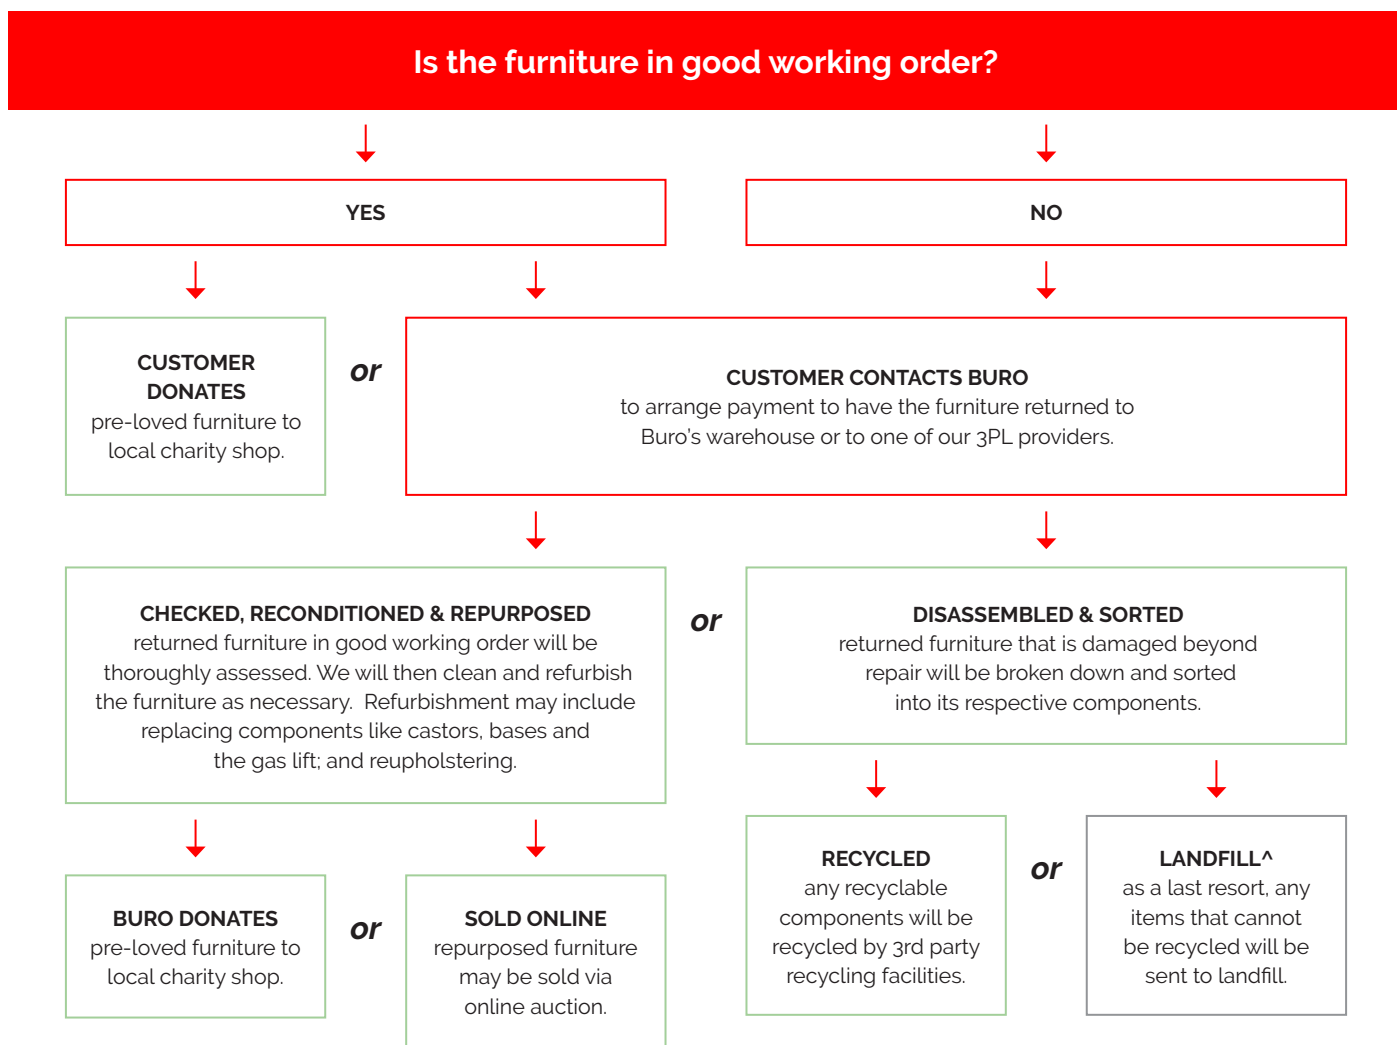 Is the furniture in good working order?
YES
NO
CUSTOMER
DONATES
pre-loved furniture to
local charity shop.
or
CUSTOMER CONTACTS BURO
to arrange payment to have the furniture returned to
Buro's warehouse or to one of our 3PL providers.
CHECKED, RECONDITIONED & REPURPOSED
returned furniture in good working order will be
thoroughly assessed. We will then clean and refurbish
the furniture as necessary.  Refurbishment may include
replacing components like castors, bases and
the gas lift; and reupholstering.
or
DISASSEMBLED & SORTED
returned furniture that is damaged beyond
repair will be broken down and sorted
into its respective components.
BURO DONATES
pre-loved furniture to
local charity shop.
or
SOLD ONLINE
repurposed furniture
may be sold via
online auction.
RECYCLED
any recyclable
components will be
recycled by 3rd party
recycling facilities.
or
LANDFILL^
as a last resort, any
items that cannot
be recycled will be
sent to landfill.